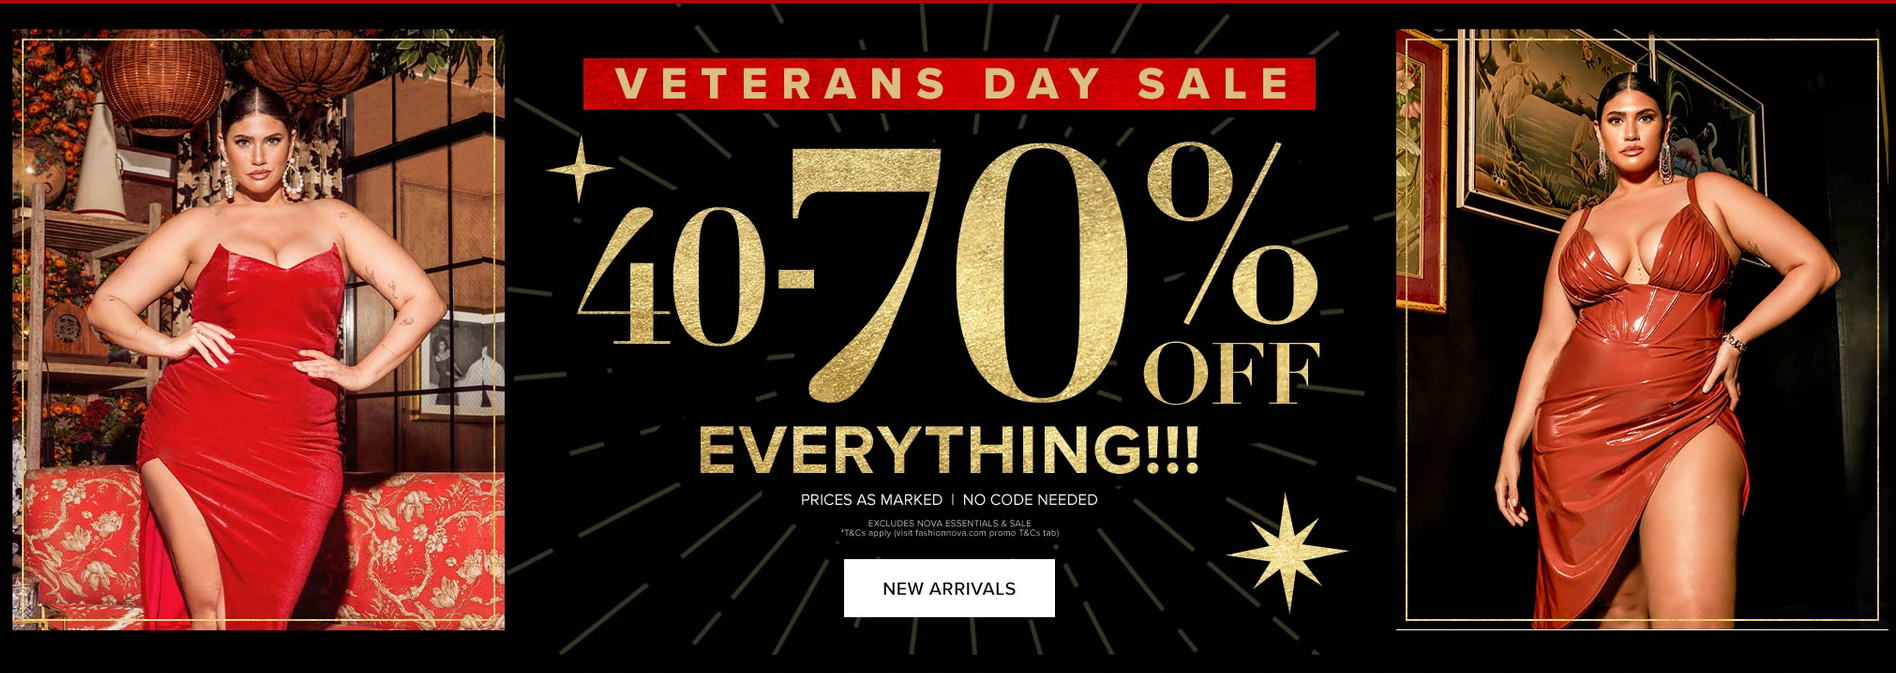 VETERANS DAY SALE
40-70% OFF
EVERYTHING!!!
PRICES AS MARKED | NO CODE NEEDED
EXCLUDES NOVA ESSENTIALS & SALE
*T&Cs apply (visit fashionnova.com promo T&Cs tab)
NEW ARRIVALS